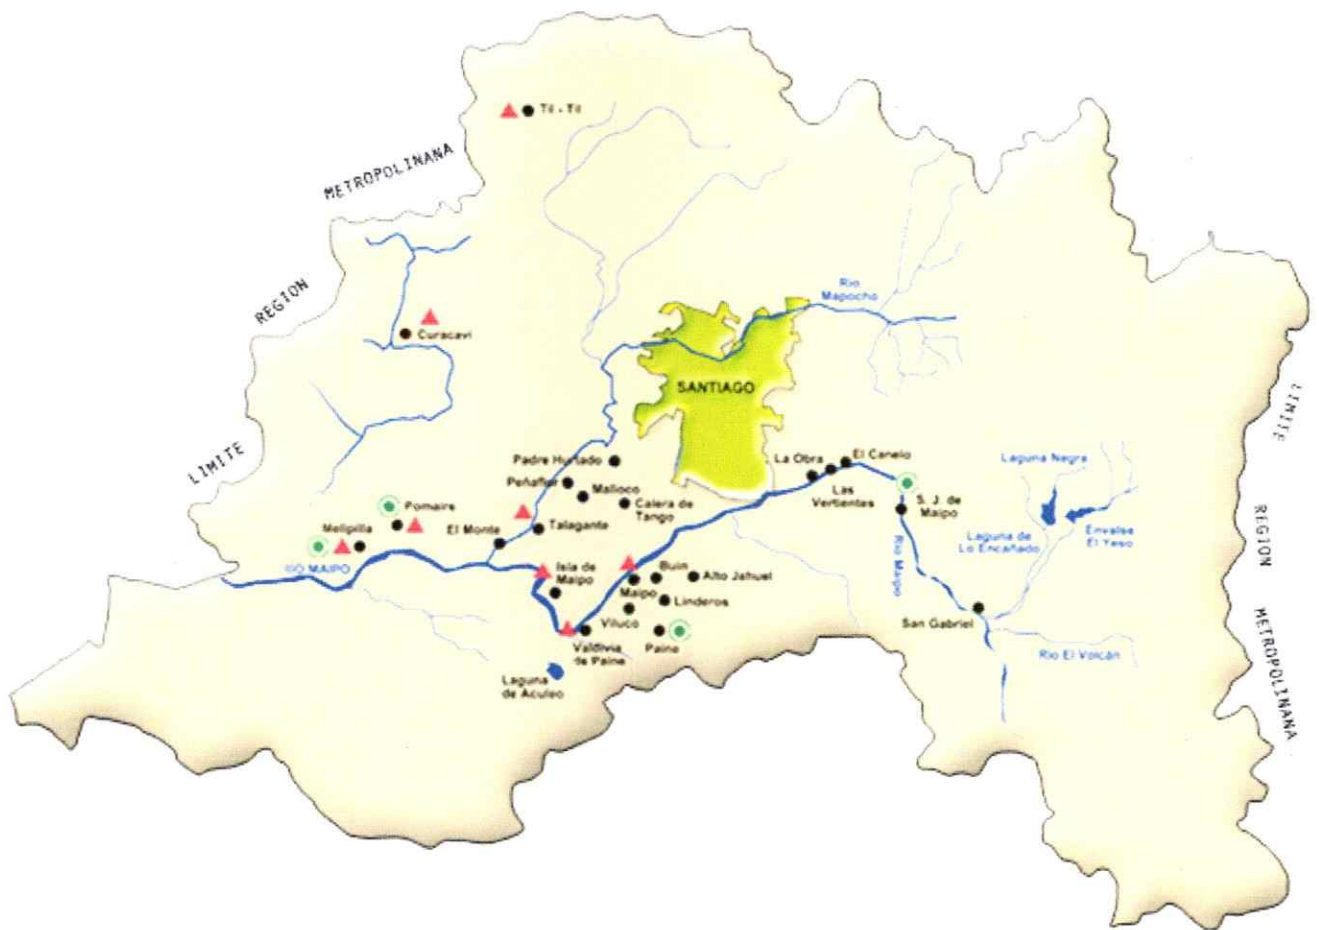 Til - Til
METROPOLINANA
REGION
LIMITE
Curacavi
Rio
Mapocho
SANTIAGO
LIMITE
REGION
METROPOLINANA
Padre Hurtado
Peñaflor
Malloco
Calera de
Tango
Talagante
El Monte
Pomaire
Melipilla
RIO MAIPO
Isla de
Maipo
Buin
Maipo
Alto Jahuel
Linderos
Viluco
Valdivia
de Paine
Paine
Laguna
de Aculeo
La Obra
El Canelo
Las
Vertientes
S. J. de
Maipo
Rio Maipo
Laguna Negra
Laguna de
Lo Encañado
Envalse
El Yeso
San Gabriel
Rio El Volcán